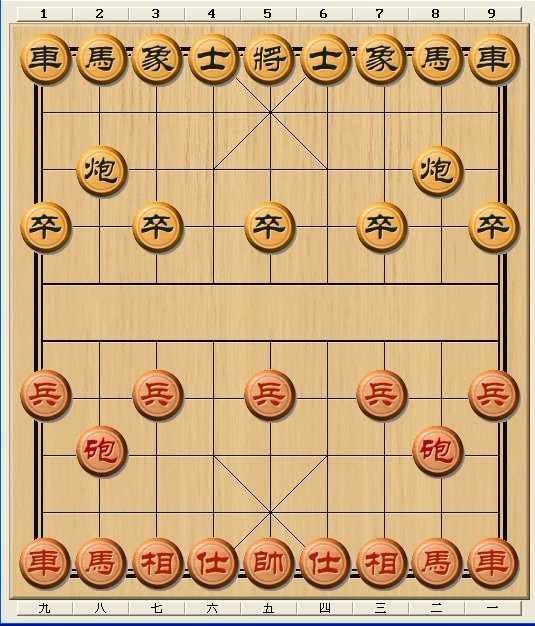 1 2 3 4 5 6 7 8 9
車 馬 象 士 將 士 象 馬 車
炮 炮
卒 卒 卒 卒 卒
兵 兵 兵 兵 兵
砲 砲
車 馬 相 仕 帥 仕 相 馬 車
九 八 七 六 五 四 三 二 一